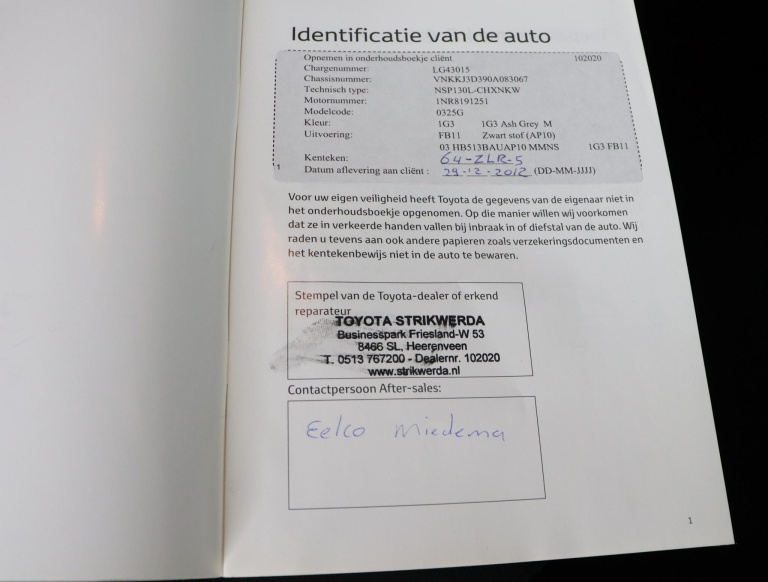 Identificatie van de auto
Opnemen in onderhoudsboekje cliënt 102020
Chargenummer: LG43015
Chassisnummer: VNKKJ3D390A083067
Technisch type: NSP130L-CHXNKW
Motornummer: 1NR8191251
Modelcode: 0325G
Kleur: 1G3 1G3 Ash Grey M
Uitvoering: FB11 Zwart stof (AP10)
03 HB513BAUAP10 MMNS 1G3 FB11
Kenteken: 64-ZLR-5
Datum aflevering aan cliënt : 29-12-2012 (DD-MM-JJJJ)
Voor uw eigen veiligheid heeft Toyota de gegevens van de eigenaar niet in
het onderhoudsboekje opgenomen. Op die manier willen wij voorkomen
dat ze in verkeerde handen vallen bij inbraak in of diefstal van de auto. Wij
raden u tevens aan ook andere papieren zoals verzekeringsdocumenten en
het kentekenbewijs niet in de auto te bewaren.
Stempel van de Toyota-dealer of erkend
reparateur
TOYOTA STRIKWERDA
Businesspark Friesland-W 53
8466 SL, Heerenveen
T. 0513 767200 - Dealernr. 102020
www.strikwerda.nl
Contactpersoon After-sales:
Eelco Miedema
1